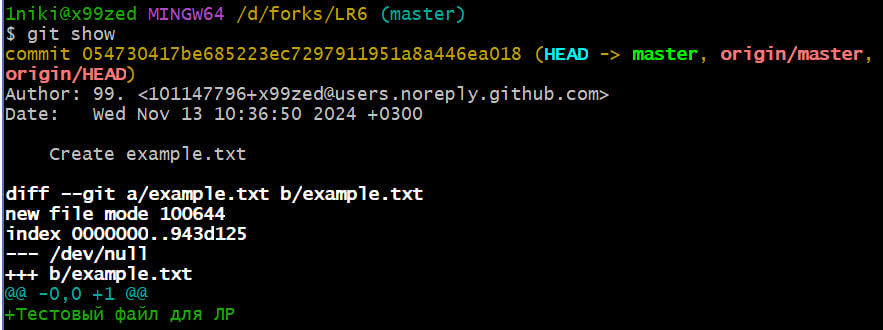 1niki@x99zed MINGW64 /d/forks/LR6 (master)
$ git show
commit 054730417be685223ec7297911951a8a446ea018 (HEAD -> master, origin/master,
origin/HEAD)
Author: 99. <101147796+x99zed@users.noreply.github.com>
Date:   Wed Nov 13 10:36:50 2024 +0300
    Create example.txt
diff --git a/example.txt b/example.txt
new file mode 100644
index 0000000..943d125
--- /dev/null
+++ b/example.txt
@@ -0,0 +1 @@
+Тестовый файл для ЛР